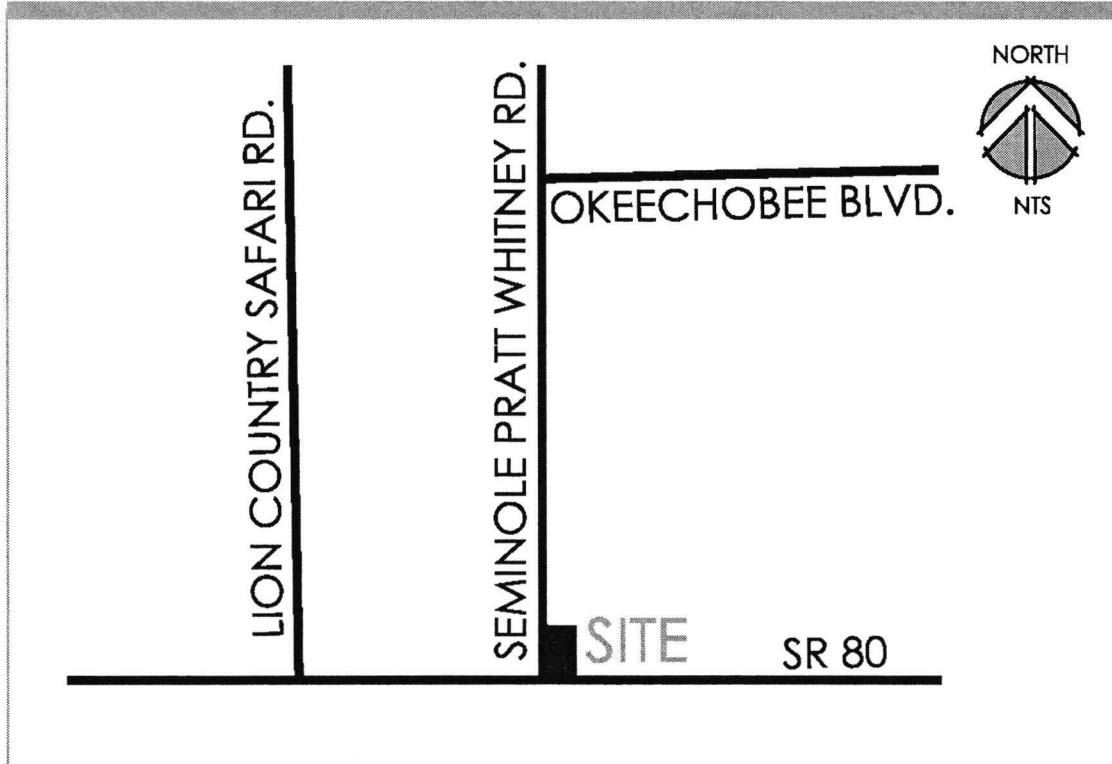 NORTH
NTS
LION COUNTRY SAFARI RD.
SEMINOLE PRATT WHITNEY RD.
OKEECHOBEE BLVD.
SITE
SR 80